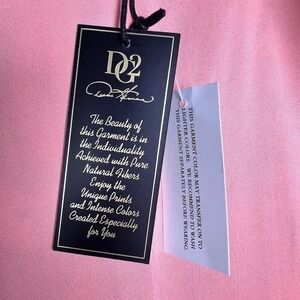 DG2
Diane Gilman
The Beauty of
this Garment is in
the Individuality
Achieved with Pure
Natural Fibers
Enjoy the
Unique Prints
and Intense Colors
Created Especially
for You
THIS GARMENT COLOR MAY TRANSFER ON TO
LIGHTER COLORS. WE RECOMMEND TO WASH
THIS GARMENT SEPARATELY BEFORE WEARING.